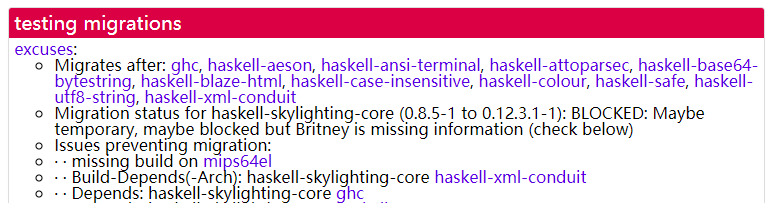 testing migrations
excuses:
Migrates after: ghc, haskell-aeson, haskell-ansi-terminal, haskell-attoparsec, haskell-base64-
bytestring, haskell-blaze-html, haskell-case-insensitive, haskell-colour, haskell-safe, haskell-
utf8-string, haskell-xml-conduit
Migration status for haskell-skylighting-core (0.8.5-1 to 0.12.3.1-1): BLOCKED: Maybe
temporary, maybe blocked but Britney is missing information (check below)
Issues preventing migration:
∙ ∙ missing build on mips64el
∙ ∙ Build-Depends(-Arch): haskell-skylighting-core haskell-xml-conduit
∙ ∙ Depends: haskell-skylighting-core ghc